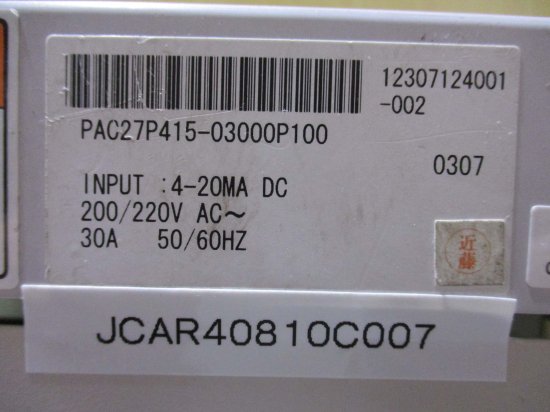 12307124001
-002
PAC27P415-03000P100
0307
INPUT :4-20MA DC
200/220V AC～
30A 50/60HZ
近藤
JCAR40810C007